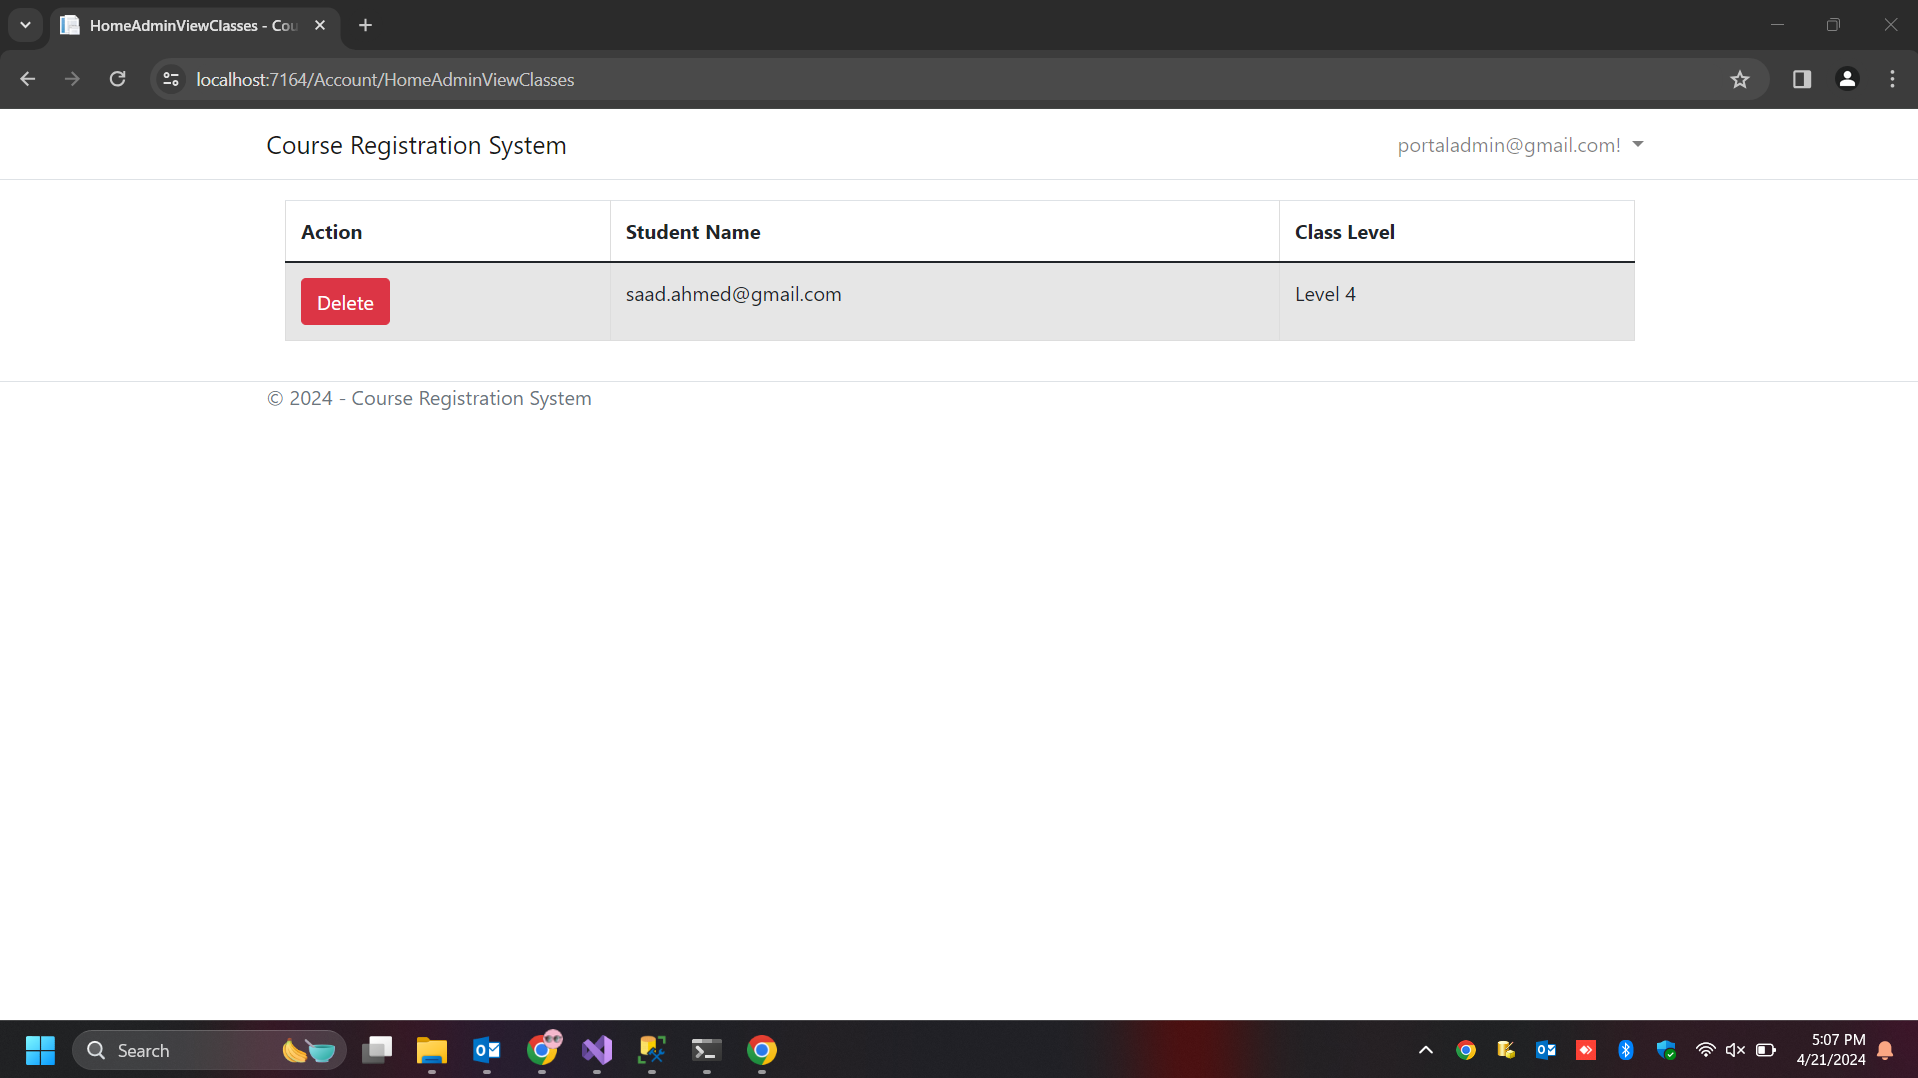 HomeAdminViewClasses - Cou
localhost:7164/Account/HomeAdminViewClasses
Course Registration System
portaladmin@gmail.com!
Action Student Name Class Level
Delete saad.ahmed@gmail.com Level 4
© 2024 - Course Registration System
Search
5:07 PM
4/21/2024